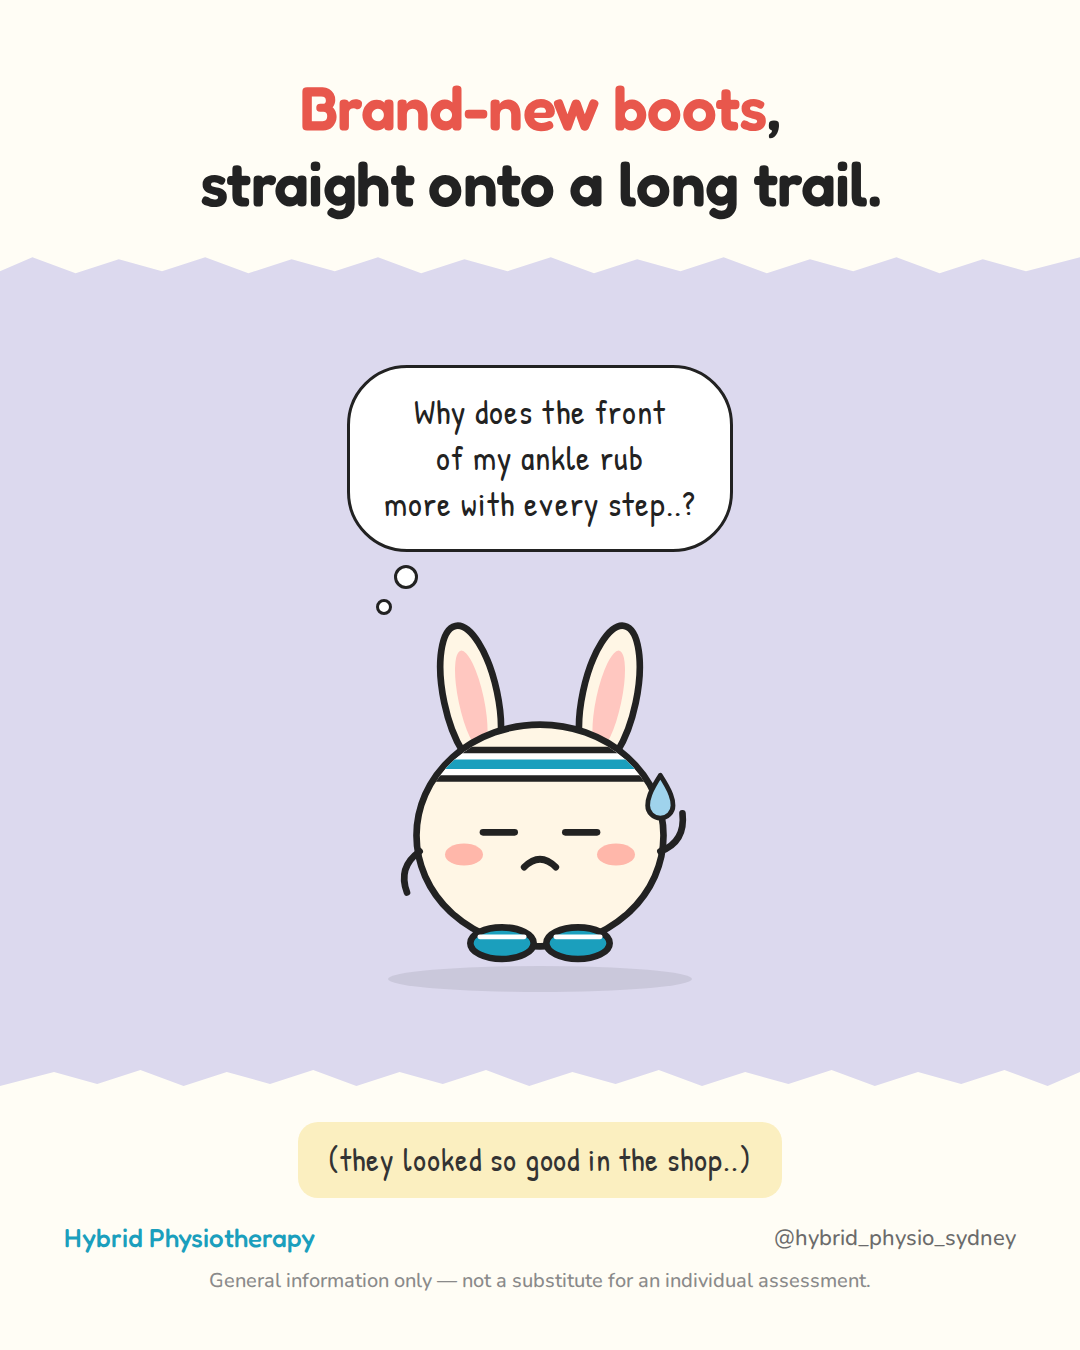 Brand-new boots,
straight onto a long trail.
Why does the front
of my ankle rub
more with every step..?
(they looked so good in the shop..)
Hybrid Physiotherapy
@hybrid_physio_sydney
General information only — not a substitute for an individual assessment.